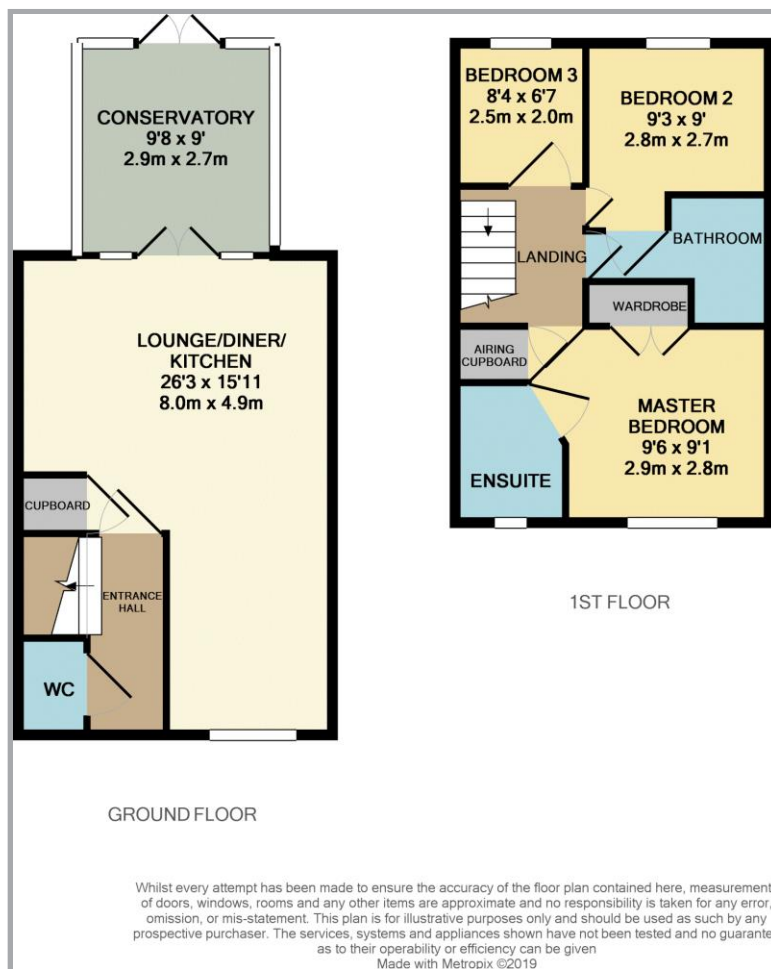 CONSERVATORY
9'8 x 9'
2.9m x 2.7m
LOUNGE/DINER/
KITCHEN
26'3 x 15'11
8.0m x 4.9m
CUPBOARD
ENTRANCE
HALL
WC
GROUND FLOOR
BEDROOM 3
8'4 x 6'7
2.5m x 2.0m
BEDROOM 2
9'3 x 9'
2.8m x 2.7m
LANDING
BATHROOM
WARDROBE
AIRING
CUPBOARD
MASTER
BEDROOM
9'6 x 9'1
2.9m x 2.8m
ENSUITE
1ST FLOOR
Whilst every attempt has been made to ensure the accuracy of the floor plan contained here, measurement
of doors, windows, rooms and any other items are approximate and no responsibility is taken for any error,
omission, or mis-statement. This plan is for illustrative purposes only and should be used as such by any
prospective purchaser. The services, systems and appliances shown have not been tested and no guarante
as to their operability or efficiency can be given
Made with Metropix ©2019